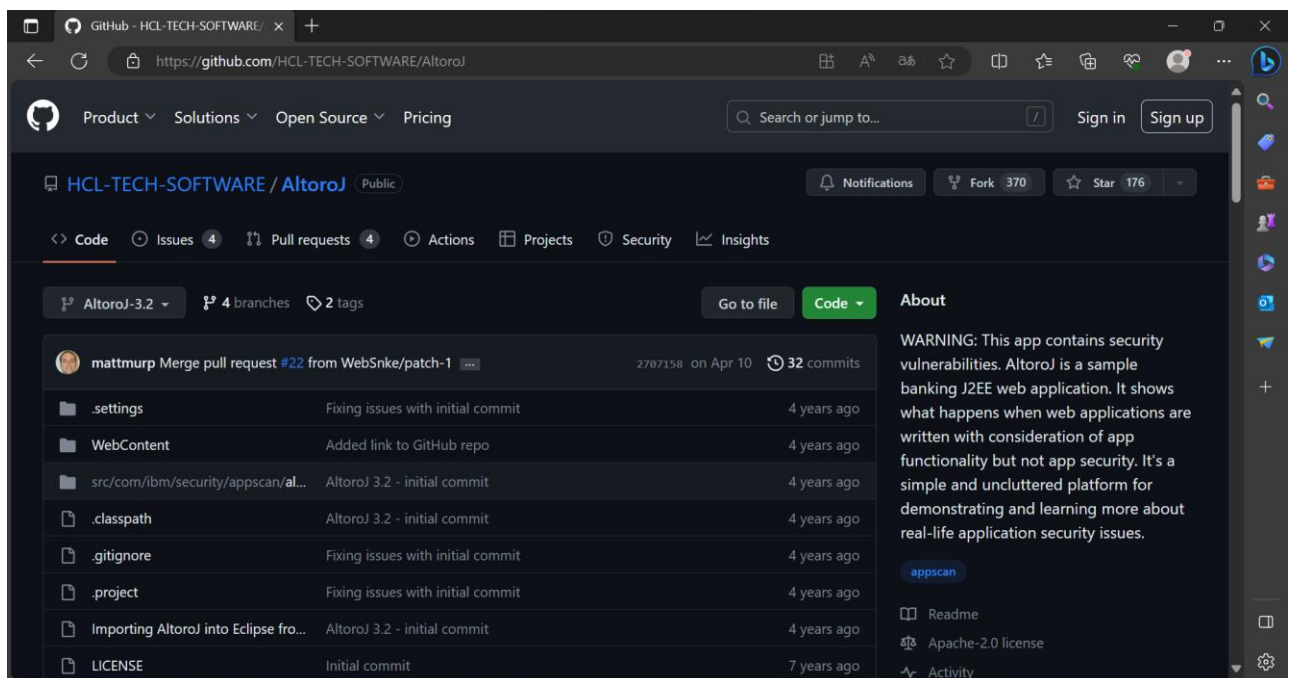 GitHub - HCL-TECH-SOFTWARE/
https://github.com/HCL-TECH-SOFTWARE/AltoroJ
Product Solutions Open Source Pricing Search or jump to... / Sign in Sign up
HCL-TECH-SOFTWARE / AltoroJ Public Notifications Fork 370 Star 176
Code Issues 4 Pull requests 4 Actions Projects Security Insights
AltoroJ-3.2 4 branches 2 tags Go to file Code
mattmurp Merge pull request #22 from WebSnke/patch-1 ... 2707158 on Apr 10 32 commits
.settings Fixing issues with initial commit 4 years ago
WebContent Added link to GitHub repo 4 years ago
src/com/ibm/security/appscan/al... AltoroJ 3.2 - initial commit 4 years ago
.classpath AltoroJ 3.2 - initial commit 4 years ago
.gitignore Fixing issues with initial commit 4 years ago
.project Fixing issues with initial commit 4 years ago
Importing AltoroJ into Eclipse fro... AltoroJ 3.2 - initial commit 4 years ago
LICENSE Initial commit 7 years ago
About
WARNING: This app contains security
vulnerabilities. AltoroJ is a sample
banking J2EE web application. It shows
what happens when web applications are
written with consideration of app
functionality but not app security. It's a
simple and uncluttered platform for
demonstrating and learning more about
real-life application security issues.
appscan
Readme
Apache-2.0 license
Activity